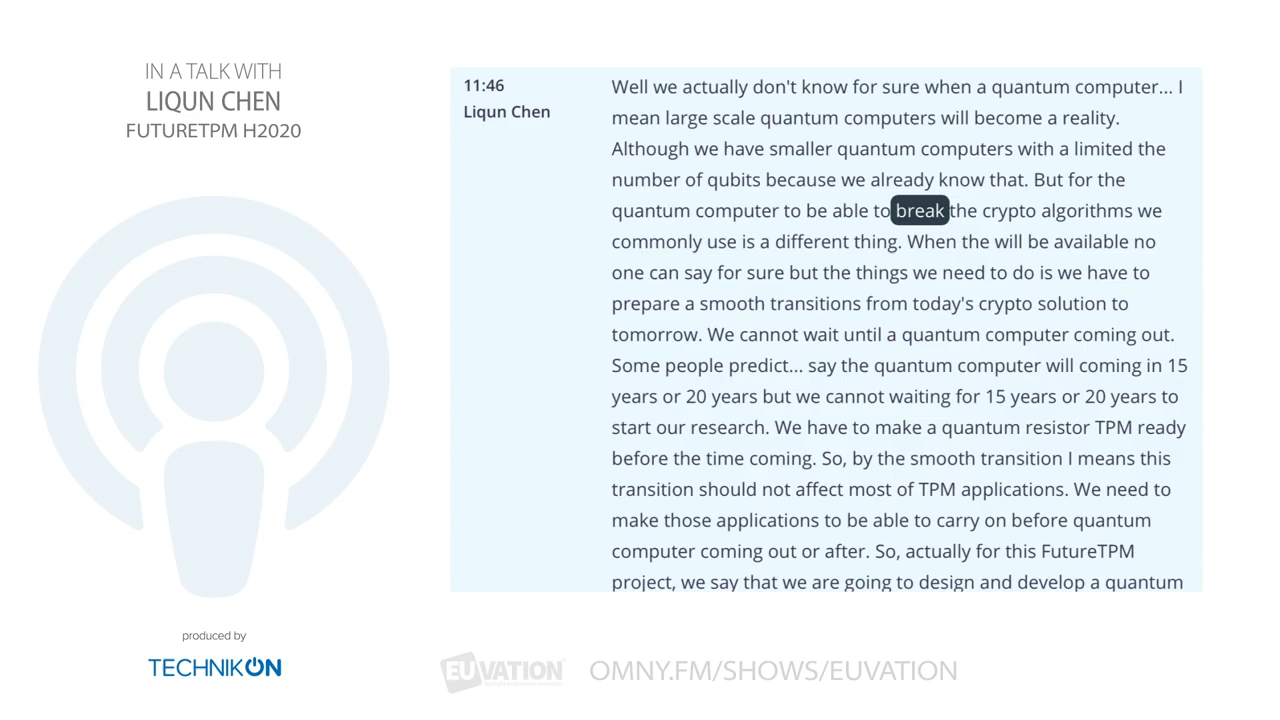 IN A TALK WITH
LIQUN CHEN
FUTURETPM H2020
11:46
Liqun Chen
Well we actually don't know for sure when a quantum computer... I
mean large scale quantum computers will become a reality.
Although we have smaller quantum computers with a limited the
number of qubits because we already know that. But for the
quantum computer to be able to break the crypto algorithms we
commonly use is a different thing. When the will be available no
one can say for sure but the things we need to do is we have to
prepare a smooth transitions from today's crypto solution to
tomorrow. We cannot wait until a quantum computer coming out.
Some people predict... say the quantum computer will coming in 15
years or 20 years but we cannot waiting for 15 years or 20 years to
start our research. We have to make a quantum resistor TPM ready
before the time coming. So, by the smooth transition I means this
transition should not affect most of TPM applications. We need to
make those applications to be able to carry on before quantum
computer coming out or after. So, actually for this FutureTPM
project, we say that we are going to design and develop a quantum
produced by
TECHNIKON
EUVATION
OMNY.FM/SHOWS/EUVATION